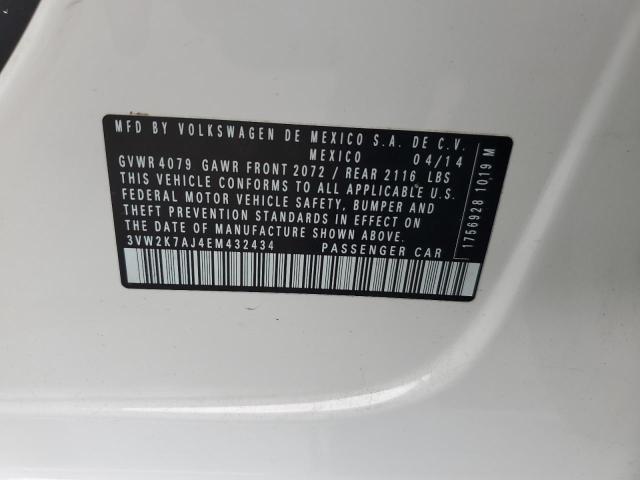 MFD BY VOLKSWAGEN DE MEXICO S.A. DE C.V.
MEXICO 04/14
GVWR 4079 GAWR FRONT 2072 / REAR 2116 LBS
THIS VEHICLE CONFORMS TO ALL APPLICABLE U.S.
FEDERAL MOTOR VEHICLE SAFETY, BUMPER AND
THEFT PREVENTION STANDARDS IN EFFECT ON
THE DATE OF MANUFACTURE SHOWN ABOVE.
3VW2K7AJ4EM432434 PASSENGER CAR
1756928 10,19 M